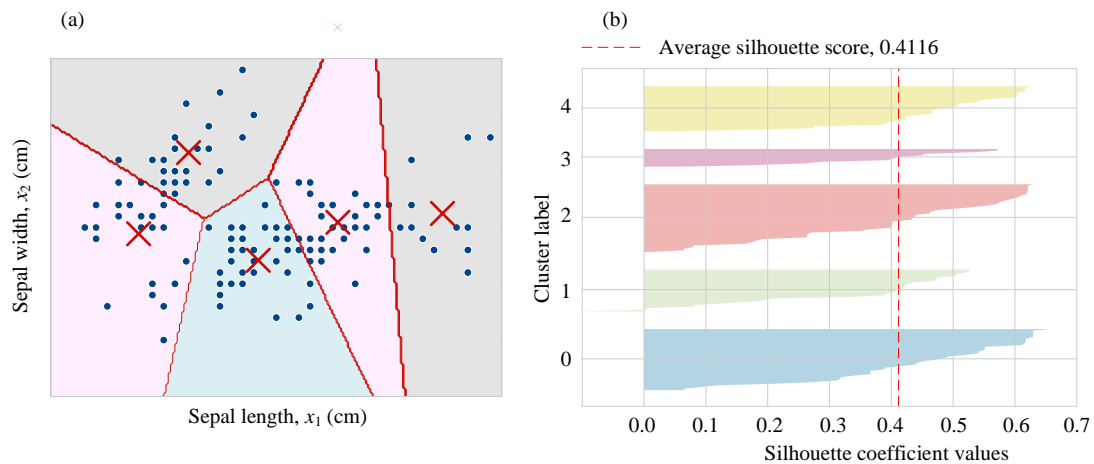 (a)
Sepal width, x₂ (cm)
Sepal length, x₁ (cm)
(b)
Average silhouette score, 0.4116
Cluster label
4
3
2
1
0
0.0 0.1 0.2 0.3 0.4 0.5 0.6 0.7
Silhouette coefficient values